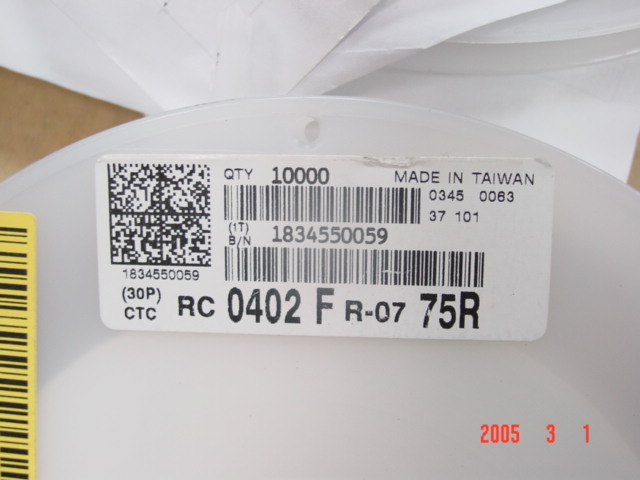 QTY 10000 MADE IN TAIWAN
0345 0063
37 101
(1T)
B/N 1834550059
1834550059
(30P)
CTC RC 0402 F R-07 75R
2005 3 1